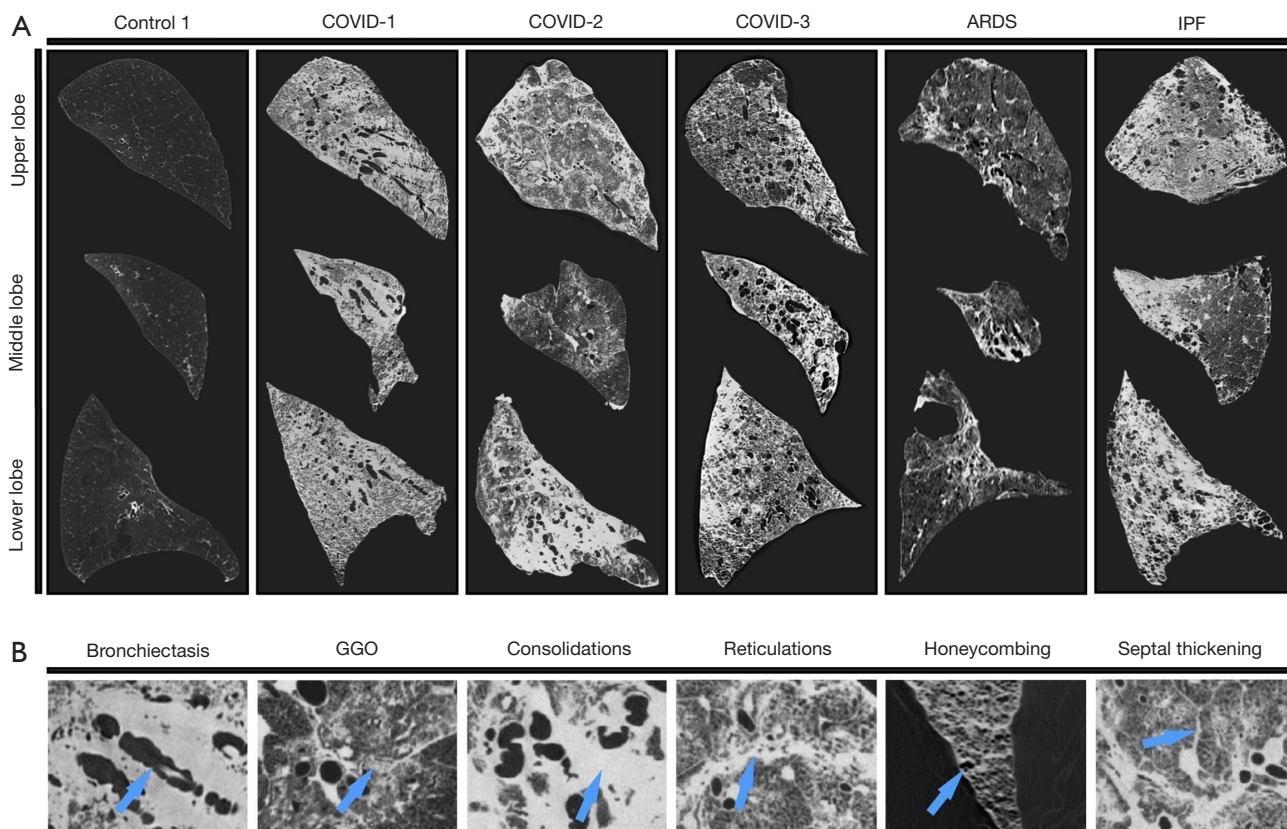 A
Control 1 COVID-1 COVID-2 COVID-3 ARDS IPF
Upper lobe
Middle lobe
Lower lobe
B
Bronchiectasis GGO Consolidations Reticulations Honeycombing Septal thickening